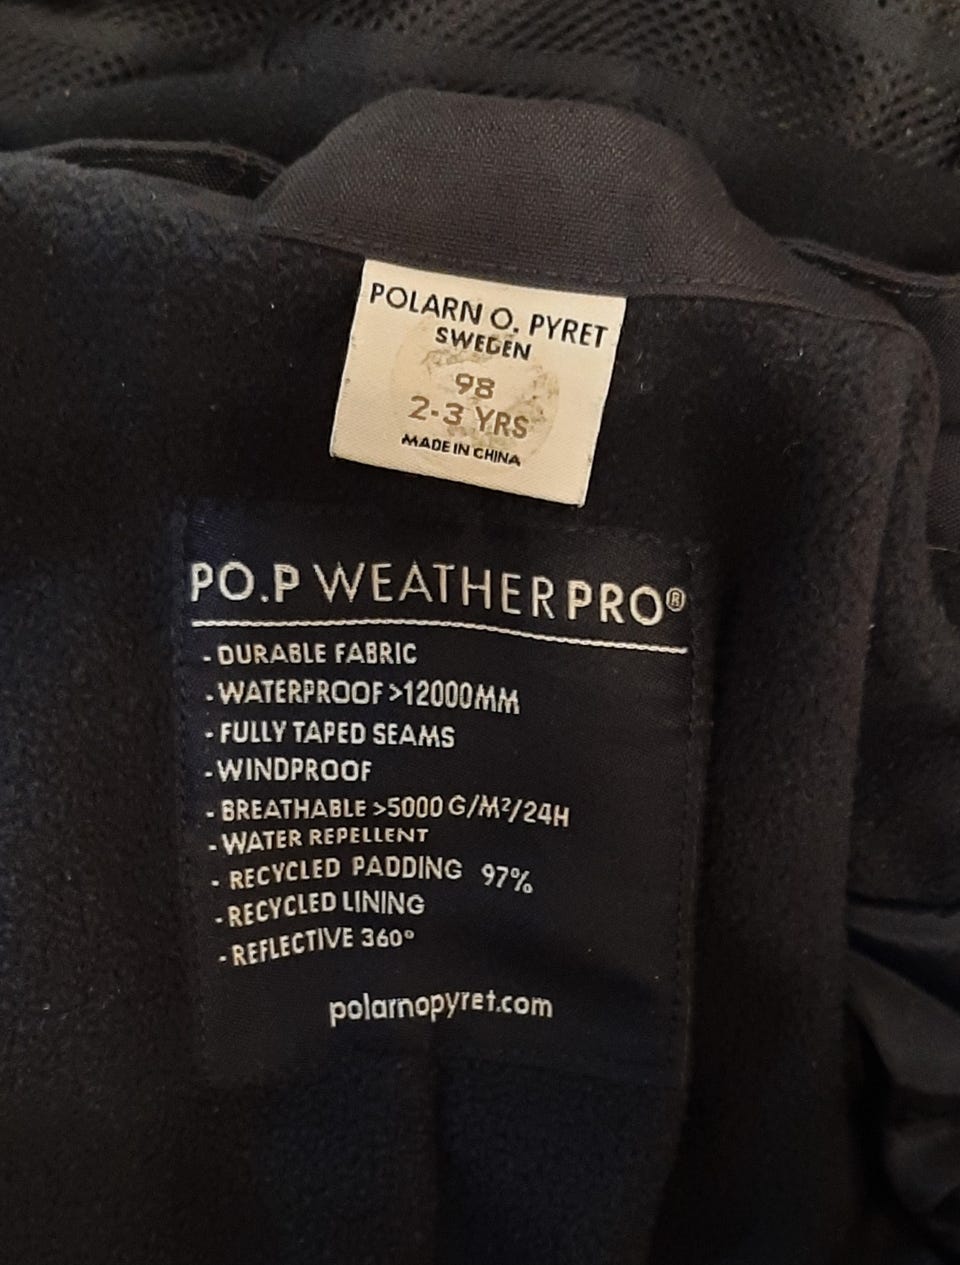 POLARN O. PYRET
SWEDEN
98
2-3 YRS
MADE IN CHINA
PO.P WEATHERPRO®
- DURABLE FABRIC
- WATERPROOF >12000MM
- FULLY TAPED SEAMS
- WINDPROOF
- BREATHABLE >5000 G/M²/24H
- WATER REPELLENT
- RECYCLED PADDING 97%
- RECYCLED LINING
- REFLECTIVE 360°
polarnopyret.com